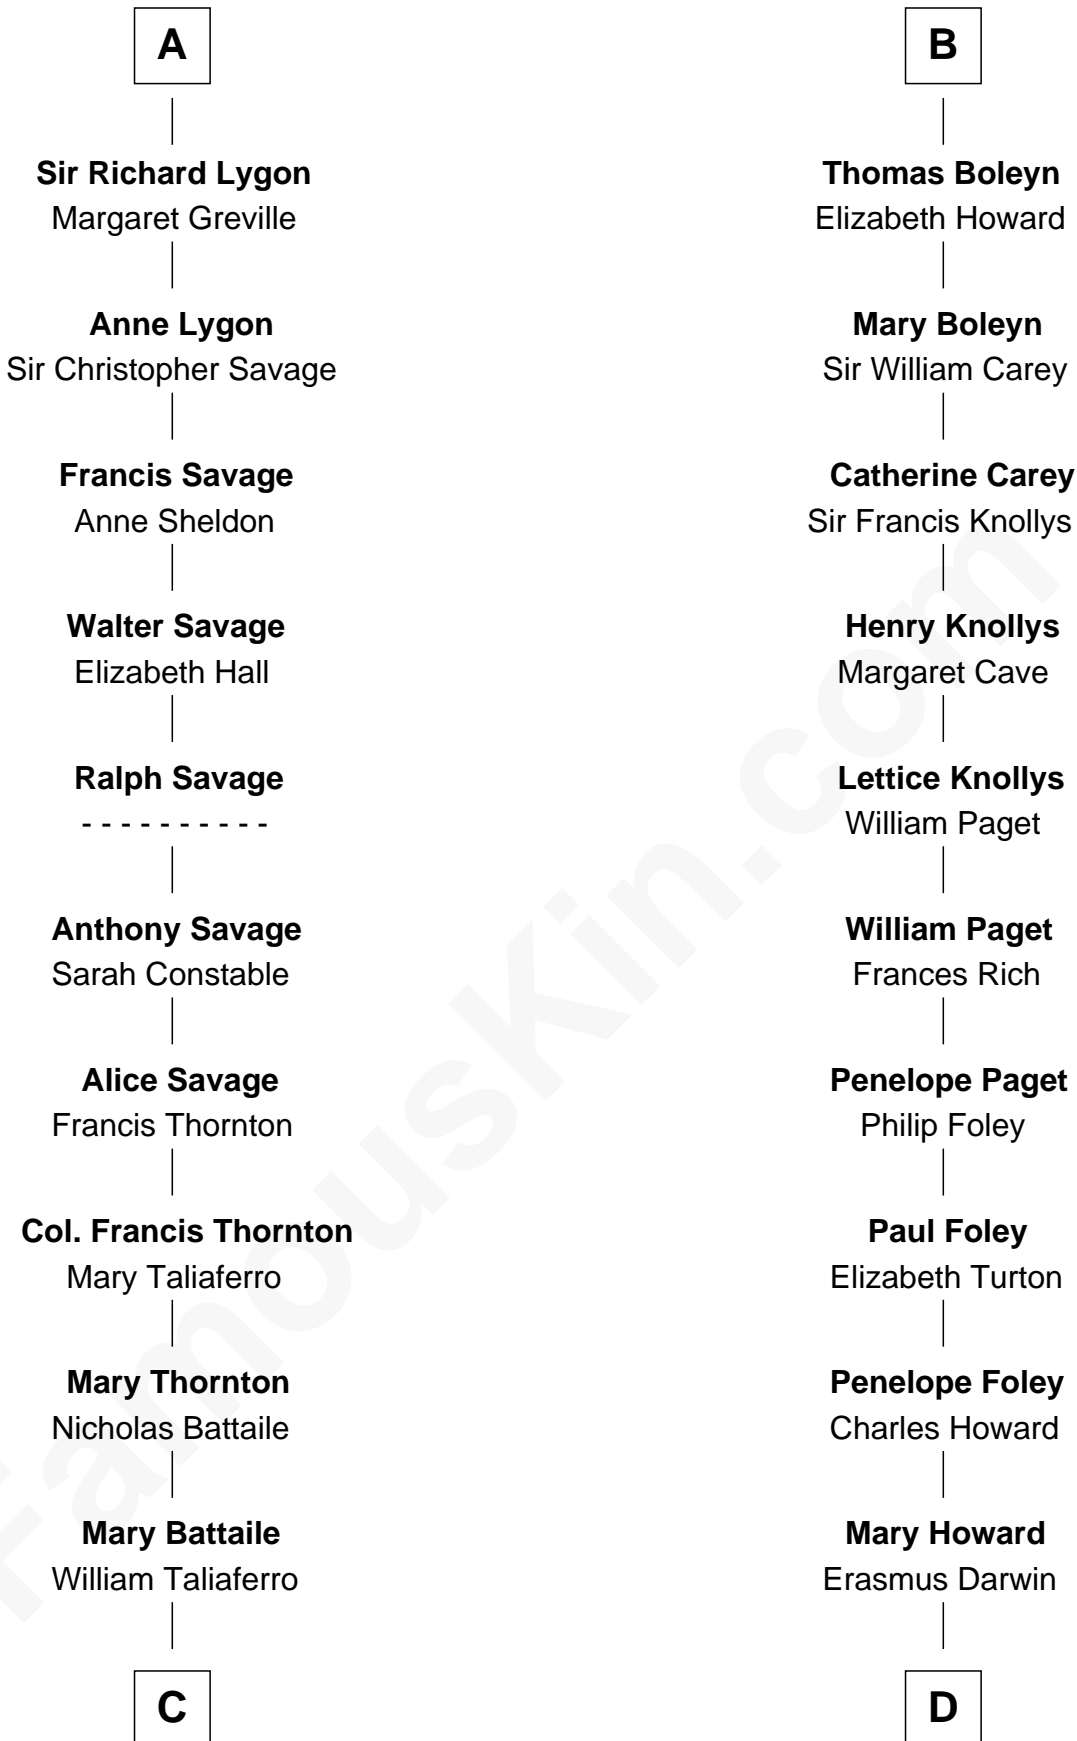 A
Sir Richard Lygon
Margaret Greville
Anne Lygon
Sir Christopher Savage
Francis Savage
Anne Sheldon
Walter Savage
Elizabeth Hall
Ralph Savage
- - - - - - - - - -
Anthony Savage
Sarah Constable
Alice Savage
Francis Thornton
Col. Francis Thornton
Mary Taliaferro
Mary Thornton
Nicholas Battaile
Mary Battaile
William Taliaferro
C
B
Thomas Boleyn
Elizabeth Howard
Mary Boleyn
Sir William Carey
Catherine Carey
Sir Francis Knollys
Henry Knollys
Margaret Cave
Lettice Knollys
William Paget
William Paget
Frances Rich
Penelope Paget
Philip Foley
Paul Foley
Elizabeth Turton
Penelope Foley
Charles Howard
Mary Howard
Erasmus Darwin
D
FamousKin.com